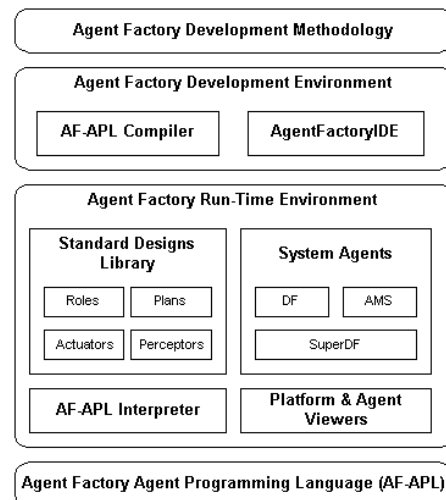 Agent Factory Development Methodology
Agent Factory Development Environment
AF-APL Compiler
AgentFactoryIDE
Agent Factory Run-Time Environment
Standard Designs
Library
Roles
Plans
Actuators
Perceptors
System Agents
DF
AMS
SuperDF
AF-APL Interpreter
Platform & Agent
Viewers
Agent Factory Agent Programming Language (AF-APL)